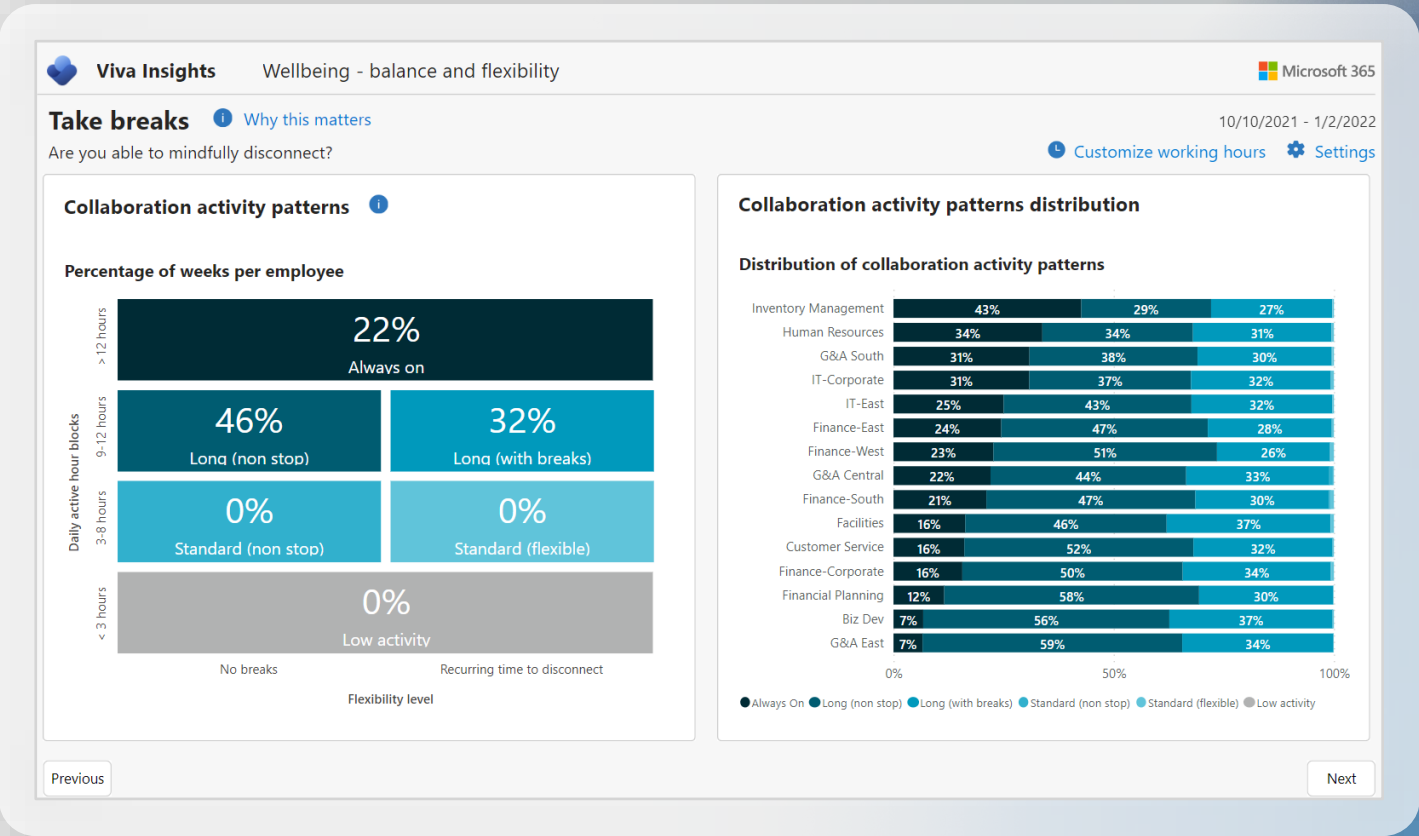 Viva Insights Wellbeing - balance and flexibility Microsoft 365
Take breaks i Why this matters 10/10/2021 - 1/2/2022
Are you able to mindfully disconnect? Customize working hours Settings
Collaboration activity patterns i
Percentage of weeks per employee
Daily active hour blocks
> 12 hours
22%
Always on
9-12 hours
46% 32%
Long (non stop) Long (with breaks)
3-8 hours
0% 0%
Standard (non stop) Standard (flexible)
< 3 hours
0%
Low activity
No breaks Recurring time to disconnect
Flexibility level
Collaboration activity patterns distribution
Distribution of collaboration activity patterns
Inventory Management 43% 29% 27%
Human Resources 34% 34% 31%
G&A South 31% 38% 30%
IT-Corporate 31% 37% 32%
IT-East 25% 43% 32%
Finance-East 24% 47% 28%
Finance-West 23% 51% 26%
G&A Central 22% 44% 33%
Finance-South 21% 47% 30%
Facilities 16% 46% 37%
Customer Service 16% 52% 32%
Finance-Corporate 16% 50% 34%
Financial Planning 12% 58% 30%
Biz Dev 7% 56% 37%
G&A East 7% 59% 34%
0% 50% 100%
Always On Long (non stop) Long (with breaks) Standard (non stop) Standard (flexible) Low activity
Previous Next